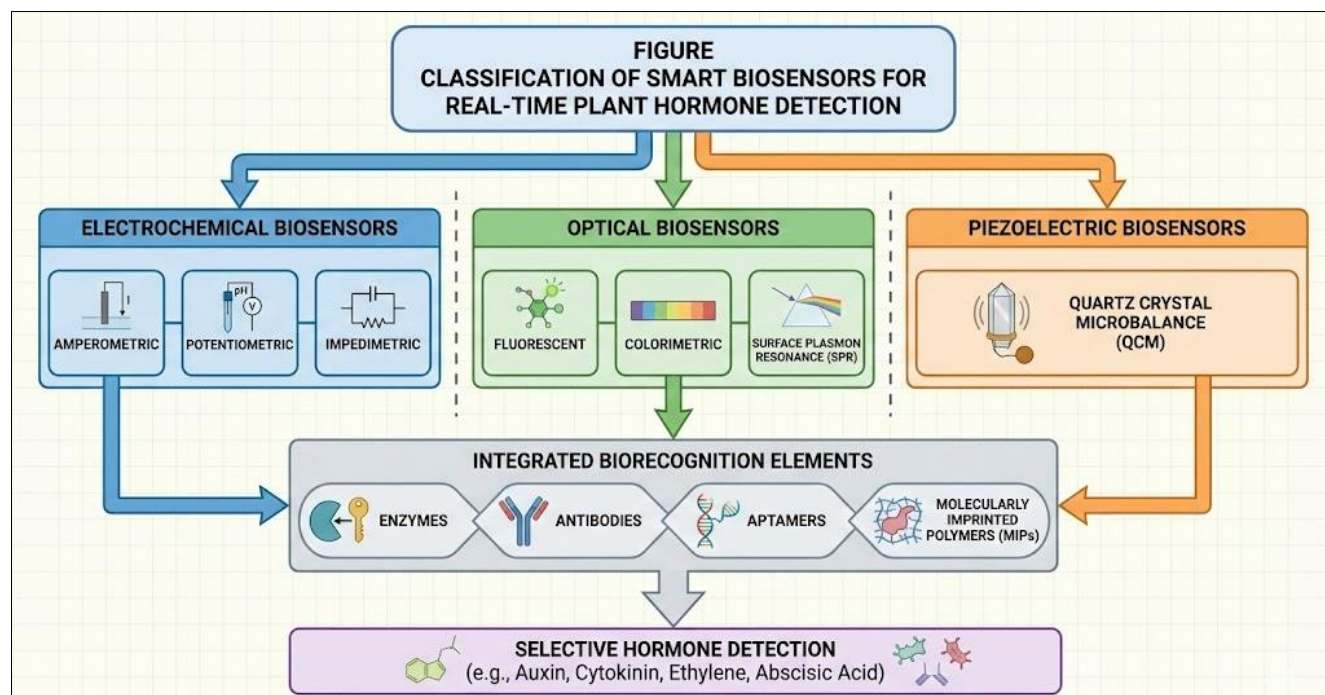 FIGURE
CLASSIFICATION OF SMART BIOSENSORS FOR
REAL-TIME PLANT HORMONE DETECTION
ELECTROCHEMICAL BIOSENSORS
I
AMPEROMETRIC
pH
V
POTENTIOMETRIC
IMPEDIMETRIC
OPTICAL BIOSENSORS
FLUORESCENT
COLORIMETRIC
SURFACE PLASMON
RESONANCE (SPR)
PIEZOELECTRIC BIOSENSORS
QUARTZ CRYSTAL
MICROBALANCE
(QCM)
INTEGRATED BIORECOGNITION ELEMENTS
ENZYMES
ANTIBODIES
APTAMERS
MOLECULARLY
IMPRINTED
POLYMERS (MIPs)
SELECTIVE HORMONE DETECTION
(e.g., Auxin, Cytokinin, Ethylene, Abscisic Acid)